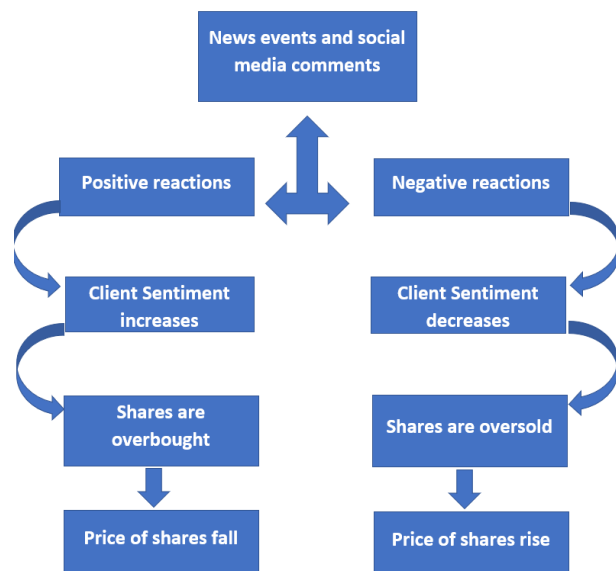 News events and social
media comments
Positive reactions
Negative reactions
Client Sentiment
increases
Client Sentiment
decreases
Shares are
overbought
Shares are oversold
Price of shares fall
Price of shares rise